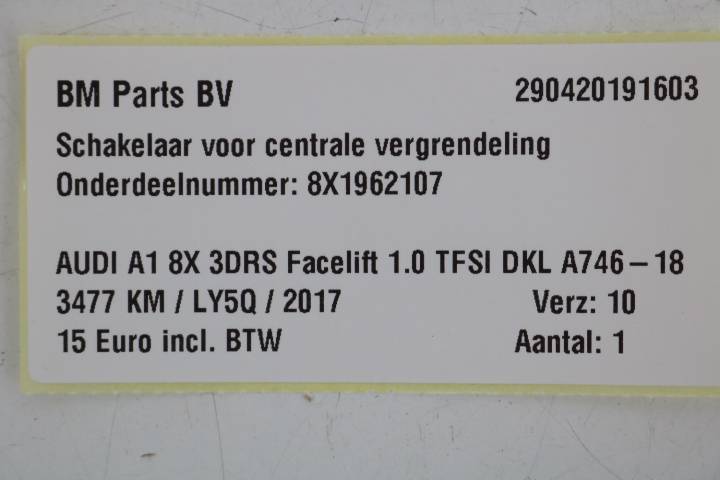 BM Parts BV 290420191603
Schakelaar voor centrale vergrendeling
Onderdeelnummer: 8X1962107
AUDI A1 8X 3DRS Facelift 1.0 TFSI DKL A746-18
3477 KM / LY5Q / 2017 Verz: 10
15 Euro incl. BTW Aantal: 1